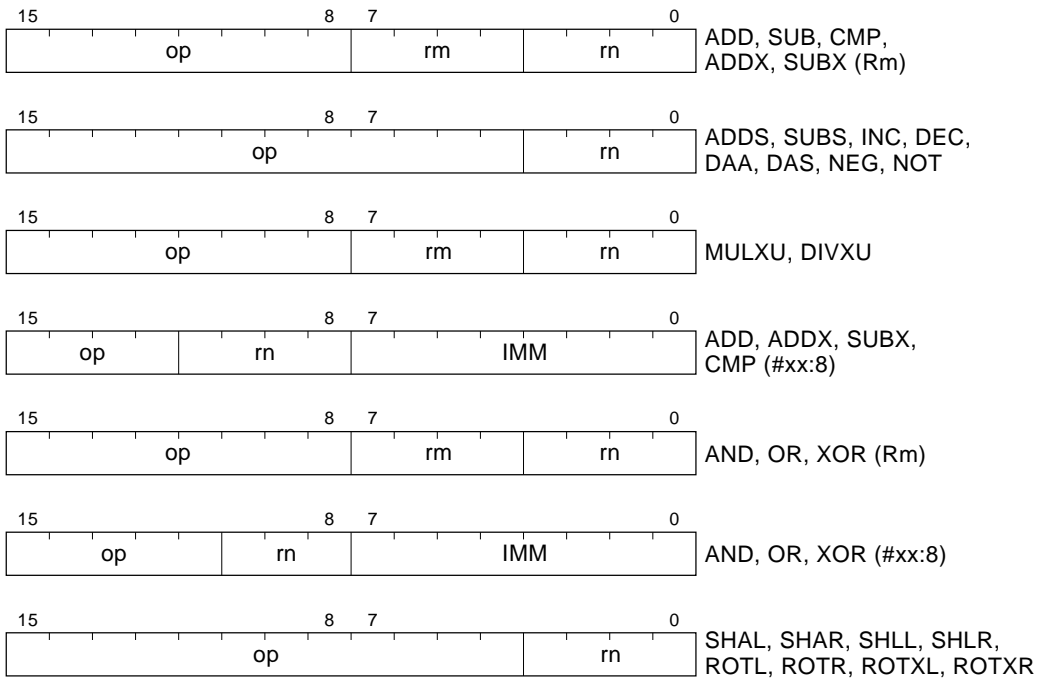 15 8 7 0
op rm rn
ADD, SUB, CMP,
ADDX, SUBX (Rm)
15 8 7 0
op rn
ADDS, SUBS, INC, DEC,
DAA, DAS, NEG, NOT
15 8 7 0
op rm rn MULXU, DIVXU
15 8 7 0
op rn IMM
ADD, ADDX, SUBX,
CMP (#xx:8)
15 8 7 0
op rm rn AND, OR, XOR (Rm)
15 8 7 0
op rn IMM AND, OR, XOR (#xx:8)
15 8 7 0
op rn
SHAL, SHAR, SHLL, SHLR,
ROTL, ROTR, ROTXL, ROTXR